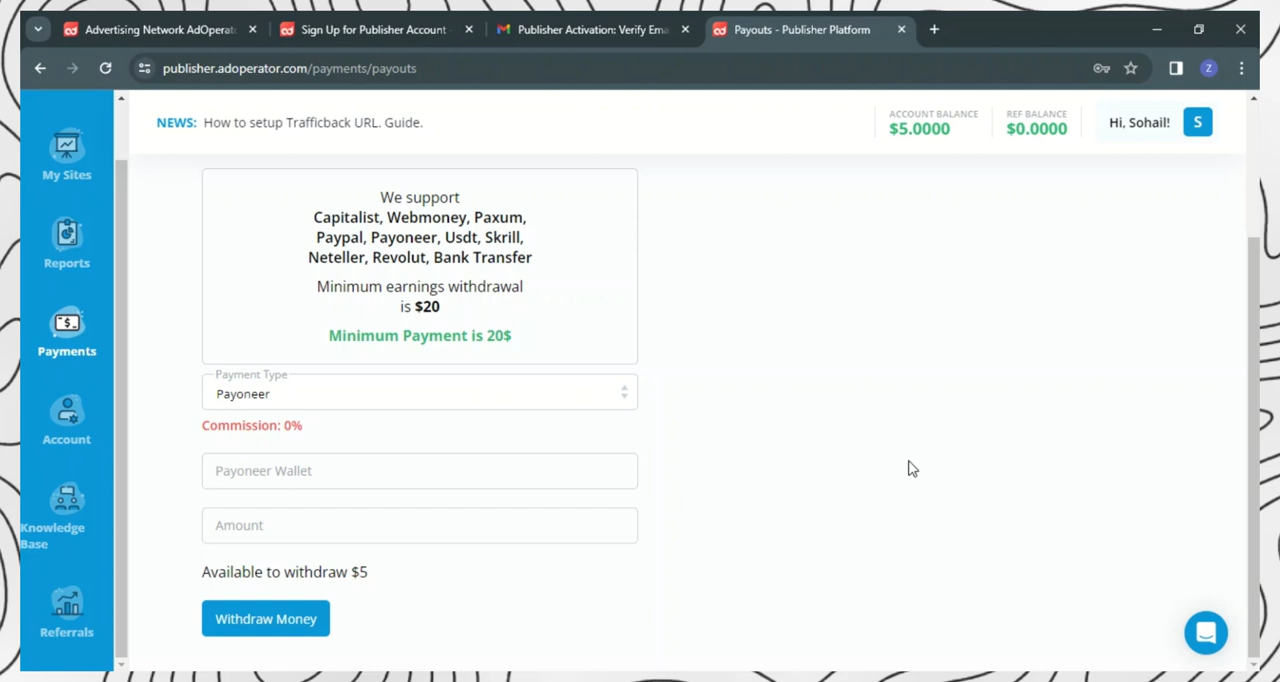 Advertising Network AdOperato
Sign Up for Publisher Account -
Publisher Activation: Verify Ema
Payouts - Publisher Platform
publisher.adoperator.com/payments/payouts
Z
NEWS: How to setup Trafficback URL. Guide.
ACCOUNT BALANCE
$5.0000
REF BALANCE
$0.0000
Hi, Sohail!
S
My Sites
Reports
Payments
Account
Knowledge
Base
Referrals
We support
Capitalist, Webmoney, Paxum,
Paypal, Payoneer, Usdt, Skrill,
Neteller, Revolut, Bank Transfer
Minimum earnings withdrawal
is $20
Minimum Payment is 20$
Payment Type
Payoneer
Commission: 0%
Payoneer Wallet
Amount
Available to withdraw $5
Withdraw Money